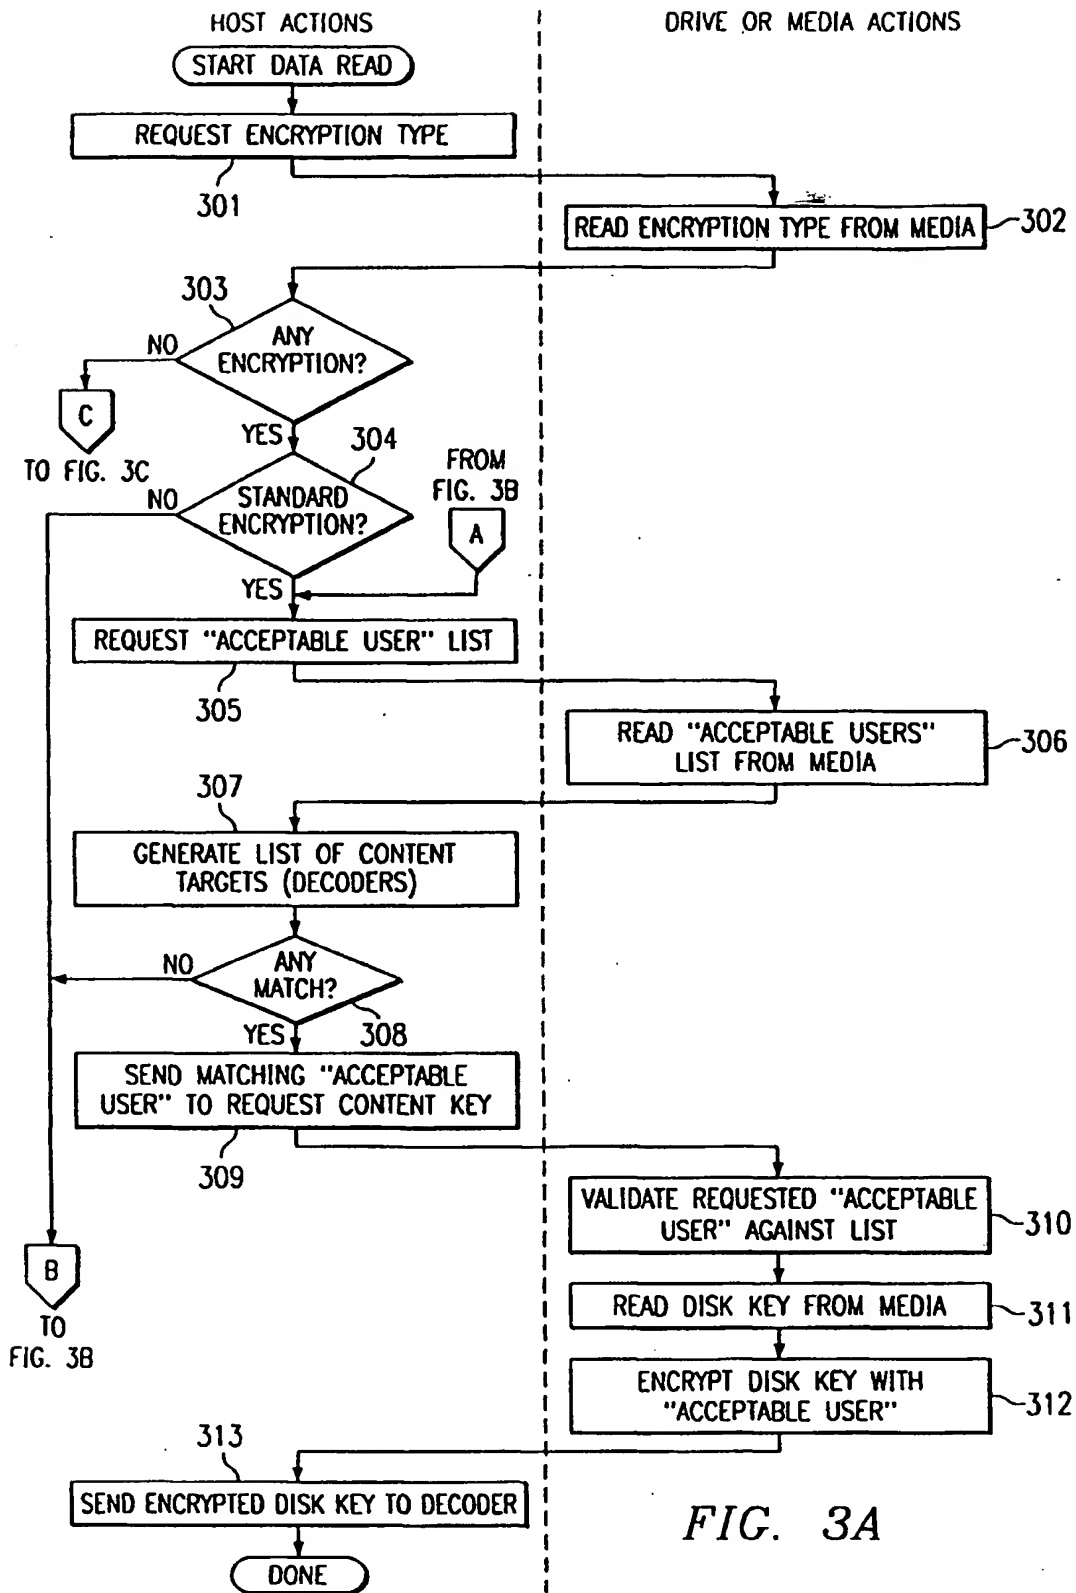 HOST ACTIONS
DRIVE OR MEDIA ACTIONS
START DATA READ
REQUEST ENCRYPTION TYPE
301
READ ENCRYPTION TYPE FROM MEDIA
302
303
ANY
ENCRYPTION?
NO
C
TO FIG. 3C
YES
304
STANDARD
ENCRYPTION?
NO
FROM
FIG. 3B
A
YES
REQUEST "ACCEPTABLE USER" LIST
305
READ "ACCEPTABLE USERS"
LIST FROM MEDIA
306
307
GENERATE LIST OF CONTENT
TARGETS (DECODERS)
ANY
MATCH?
NO
308
YES
SEND MATCHING "ACCEPTABLE
USER" TO REQUEST CONTENT KEY
309
VALIDATE REQUESTED "ACCEPTABLE
USER" AGAINST LIST
310
B
TO
FIG. 3B
READ DISK KEY FROM MEDIA
311
ENCRYPT DISK KEY WITH
"ACCEPTABLE USER"
312
313
SEND ENCRYPTED DISK KEY TO DECODER
DONE
FIG. 3A